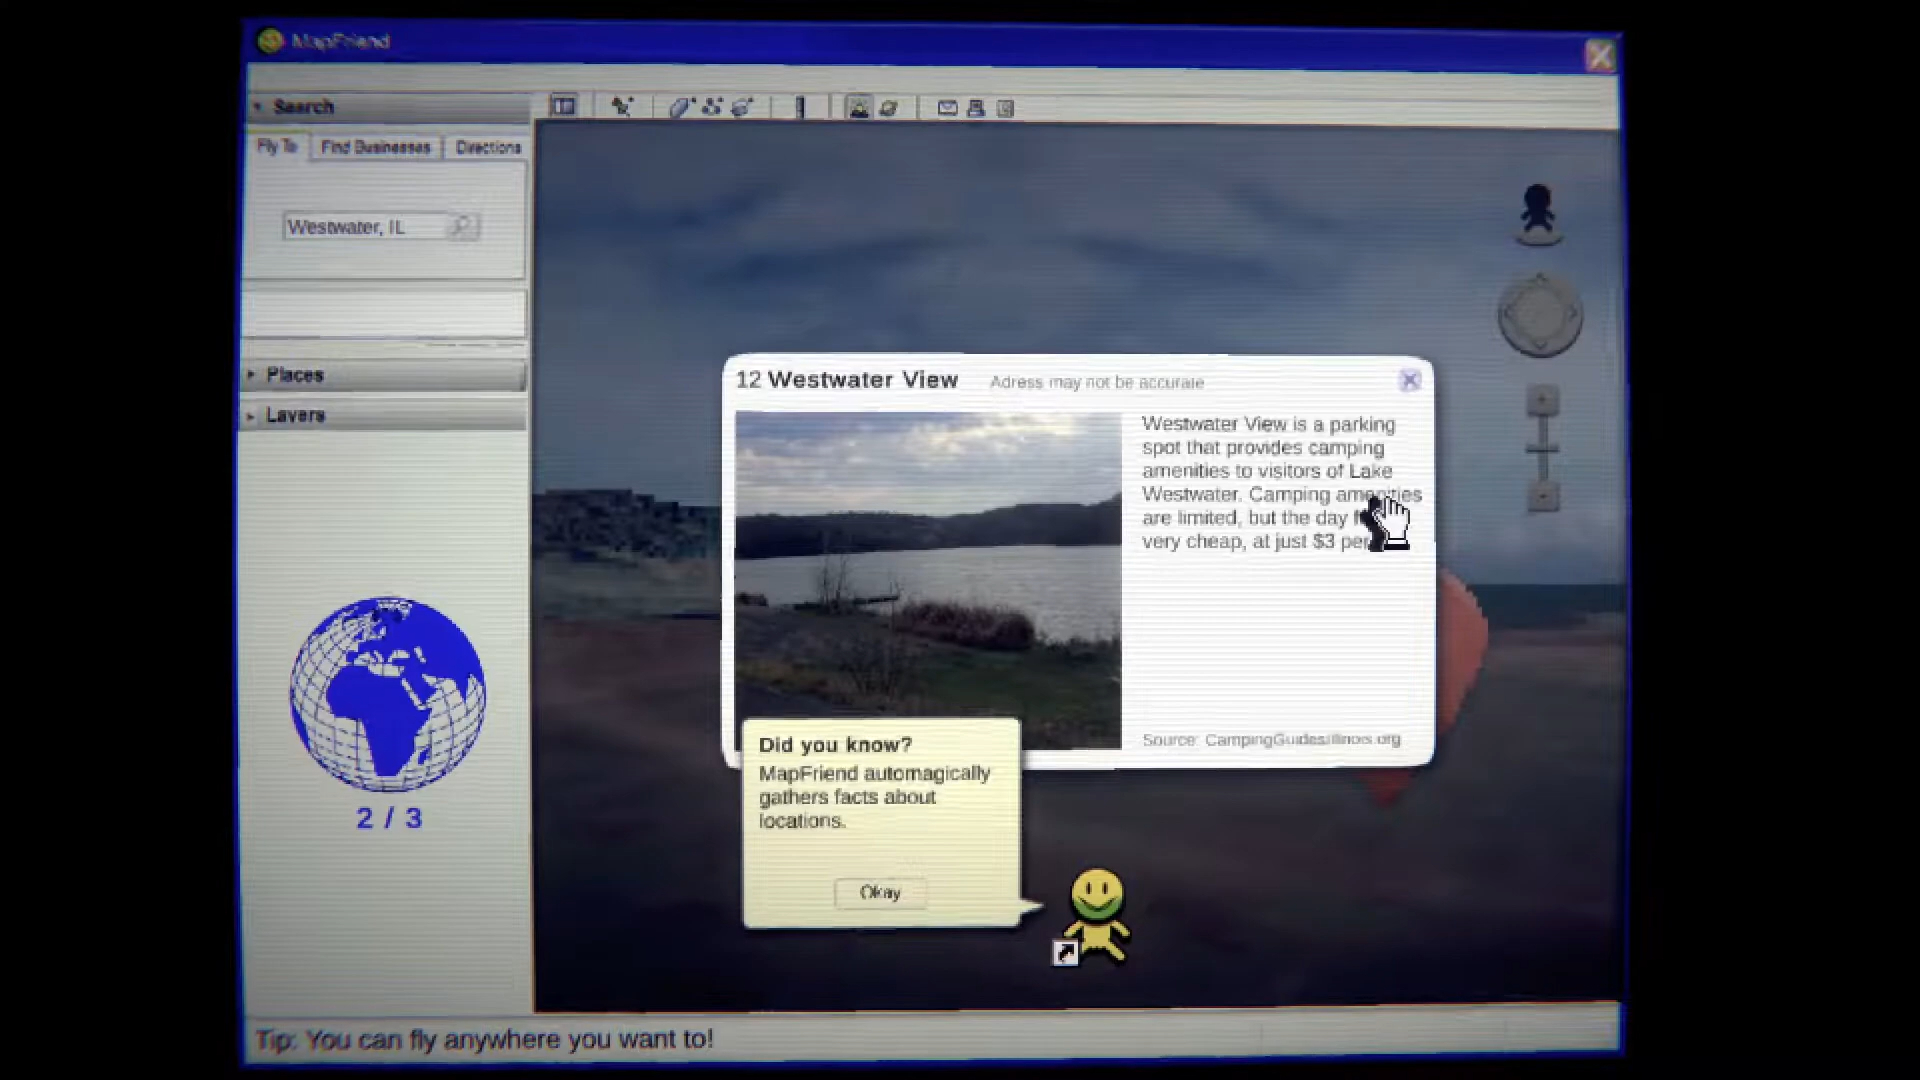 MapFriend
Search
Fly To
Find Businesses
Directions
Westwater, IL
Places
Layers
2 / 3
12 Westwater View
Adress may not be accurate
Westwater View is a parking
spot that provides camping
amenities to visitors of Lake
Westwater. Camping amenities
are limited, but the day
very cheap, at just $3 per
Source: CampingGuidesIllinois.org
Did you know?
MapFriend automagically
gathers facts about
locations.
Okay
Tip: You can fly anywhere you want to!